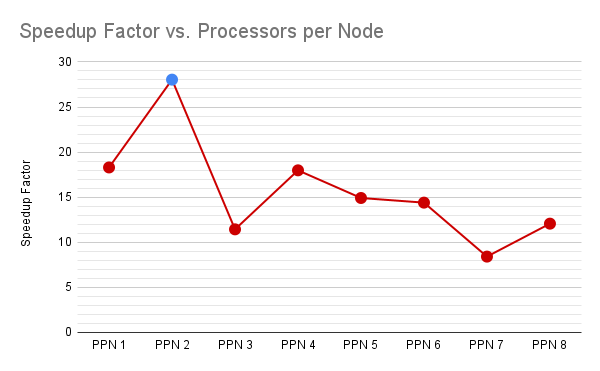 Speedup Factor vs. Processors per Node
Speedup Factor
30
25
20
15
10
5
0
PPN 1 PPN 2 PPN 3 PPN 4 PPN 5 PPN 6 PPN 7 PPN 8